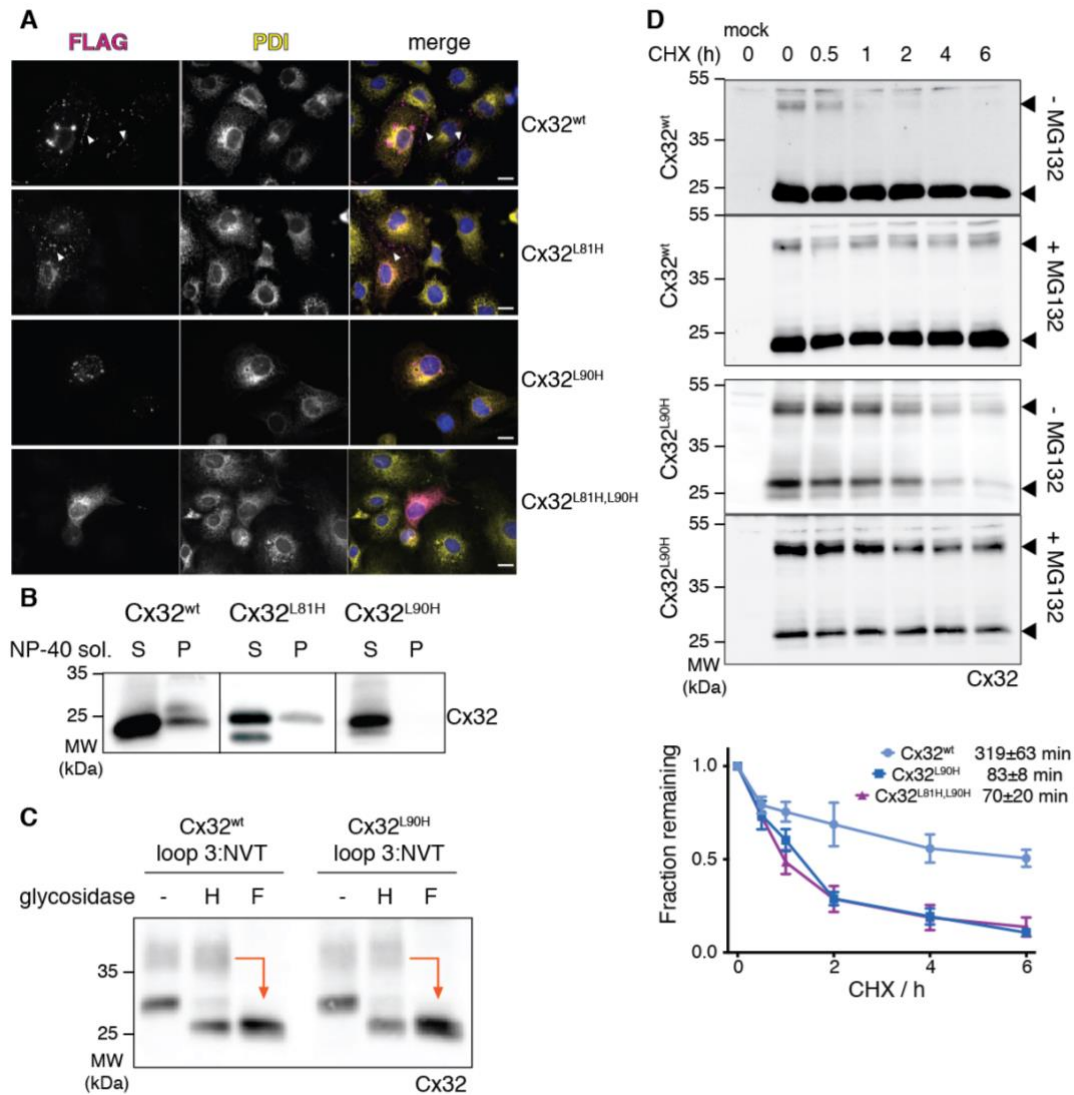 A
FLAG PDI merge
Cx32wt
Cx32L81H
Cx32L90H
Cx32L81H,L90H
B
Cx32wt Cx32L81H Cx32L90H
NP-40 sol. S P S P S P
35
25
MW
(kDa)
Cx32
C
Cx32wt Cx32L90H
loop 3:NVT loop 3:NVT
glycosidase - H F - H F
35
25
MW
(kDa)
Cx32
D
mock
CHX (h) 0 0 0.5 1 2 4 6
55
35
25
Cx32wt
- MG132
55
35
25
Cx32wt
+ MG132
55
35
25
Cx32L90H
- MG132
55
35
25
Cx32L90H
+ MG132
MW
(kDa)
Cx32
Cx32wt 319±63 min
Cx32L90H 83±8 min
Cx32L81H,L90H 70±20 min
Fraction remaining
1.0
0.5
0.0
0 2 4 6
CHX / h